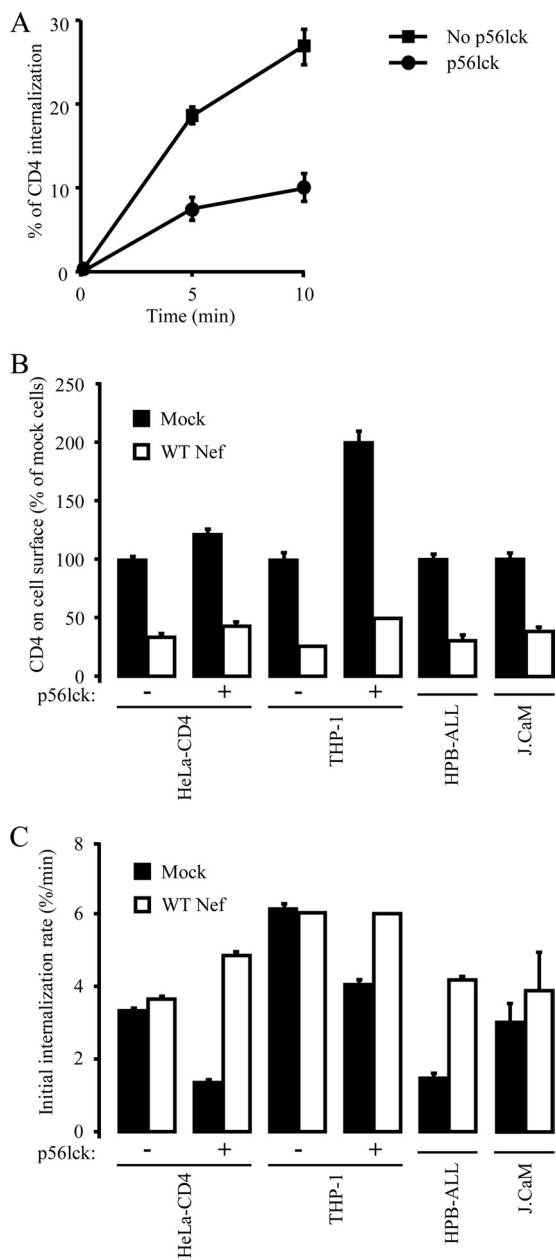 A
% of CD4 internalization
30
20
10
0
0 5 10
Time (min)
No p56lck
p56lck
B
CD4 on cell surface (% of mock cells)
250
200
150
100
50
0
Mock
WT Nef
p56lck: - + - +
HeLa-CD4 THP-1 HPB-ALL J.CaM
C
Initial internalization rate (%/min)
8
6
4
2
0
Mock
WT Nef
p56lck: - + - +
HeLa-CD4 THP-1 HPB-ALL J.CaM